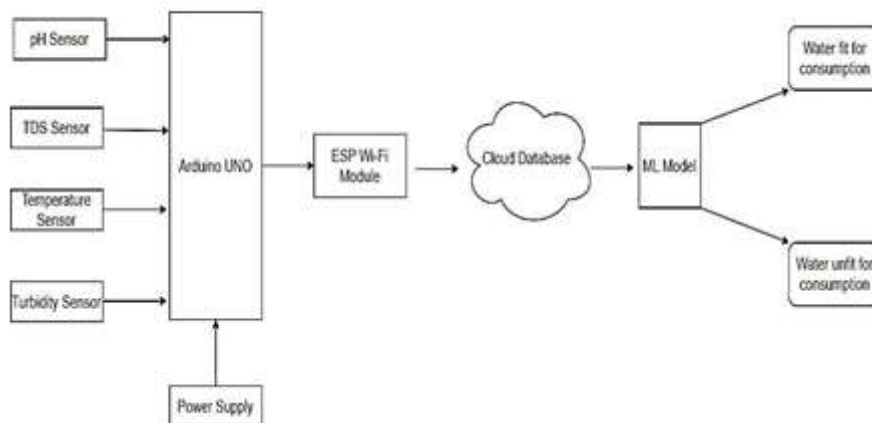 pH Sensor
TDS Sensor
Temperature
Sensor
Turbidity Sensor
Arduino UNO
Power Supply
ESP Wi-Fi
Module
Cloud Database
ML Model
Water fit for
consumption
Water unfit for
consumption